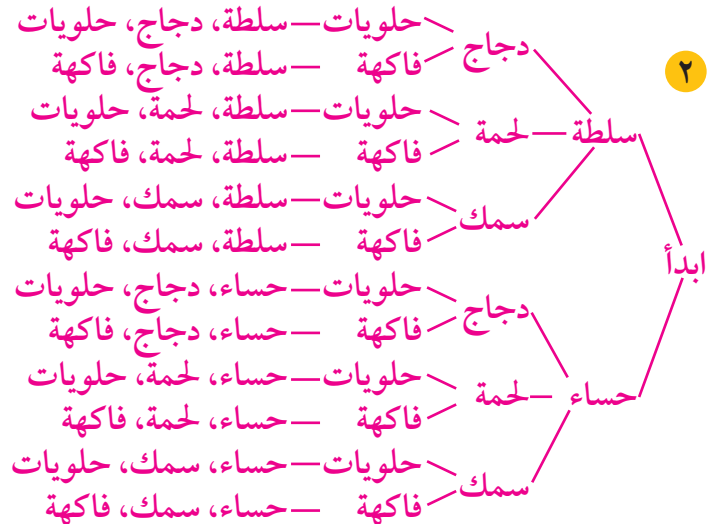 ٢
ابدأ
سلطة
دجاج
حلويات — سلطة، دجاج، حلويات
فاكهة — سلطة، دجاج، فاكهة
لحمة
حلويات — سلطة، لحمة، حلويات
فاكهة — سلطة، لحمة، فاكهة
سمك
حلويات — سلطة، سمك، حلويات
فاكهة — سلطة، سمك، فاكهة
حساء
دجاج
حلويات — حساء، دجاج، حلويات
فاكهة — حساء، دجاج، فاكهة
لحمة
حلويات — حساء، لحمة، حلويات
فاكهة — حساء، لحمة، فاكهة
سمك
حلويات — حساء، سمك، حلويات
فاكهة — حساء، سمك، فاكهة